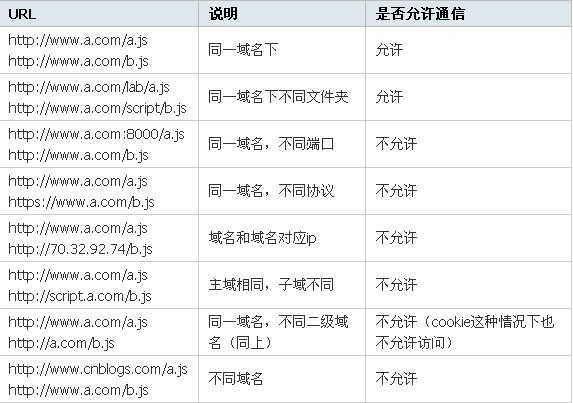 URL 说明 是否允许通信
http://www.a.com/a.js
http://www.a.com/b.js
同一域名下
允许
http://www.a.com/lab/a.js
http://www.a.com/script/b.js
同一域名下不同文件夹
允许
http://www.a.com:8000/a.js
http://www.a.com/b.js
同一域名，不同端口
不允许
http://www.a.com/a.js
https://www.a.com/b.js
同一域名，不同协议
不允许
http://www.a.com/a.js
http://70.32.92.74/b.js
域名和域名对应ip
不允许
http://www.a.com/a.js
http://script.a.com/b.js
主域相同，子域不同
不允许
http://www.a.com/a.js
http://a.com/b.js
同一域名，不同二级域
名（同上）
不允许（cookie这种情况下也
不允许访问）
http://www.cnblogs.com/a.js
http://www.a.com/b.js
不同域名
不允许